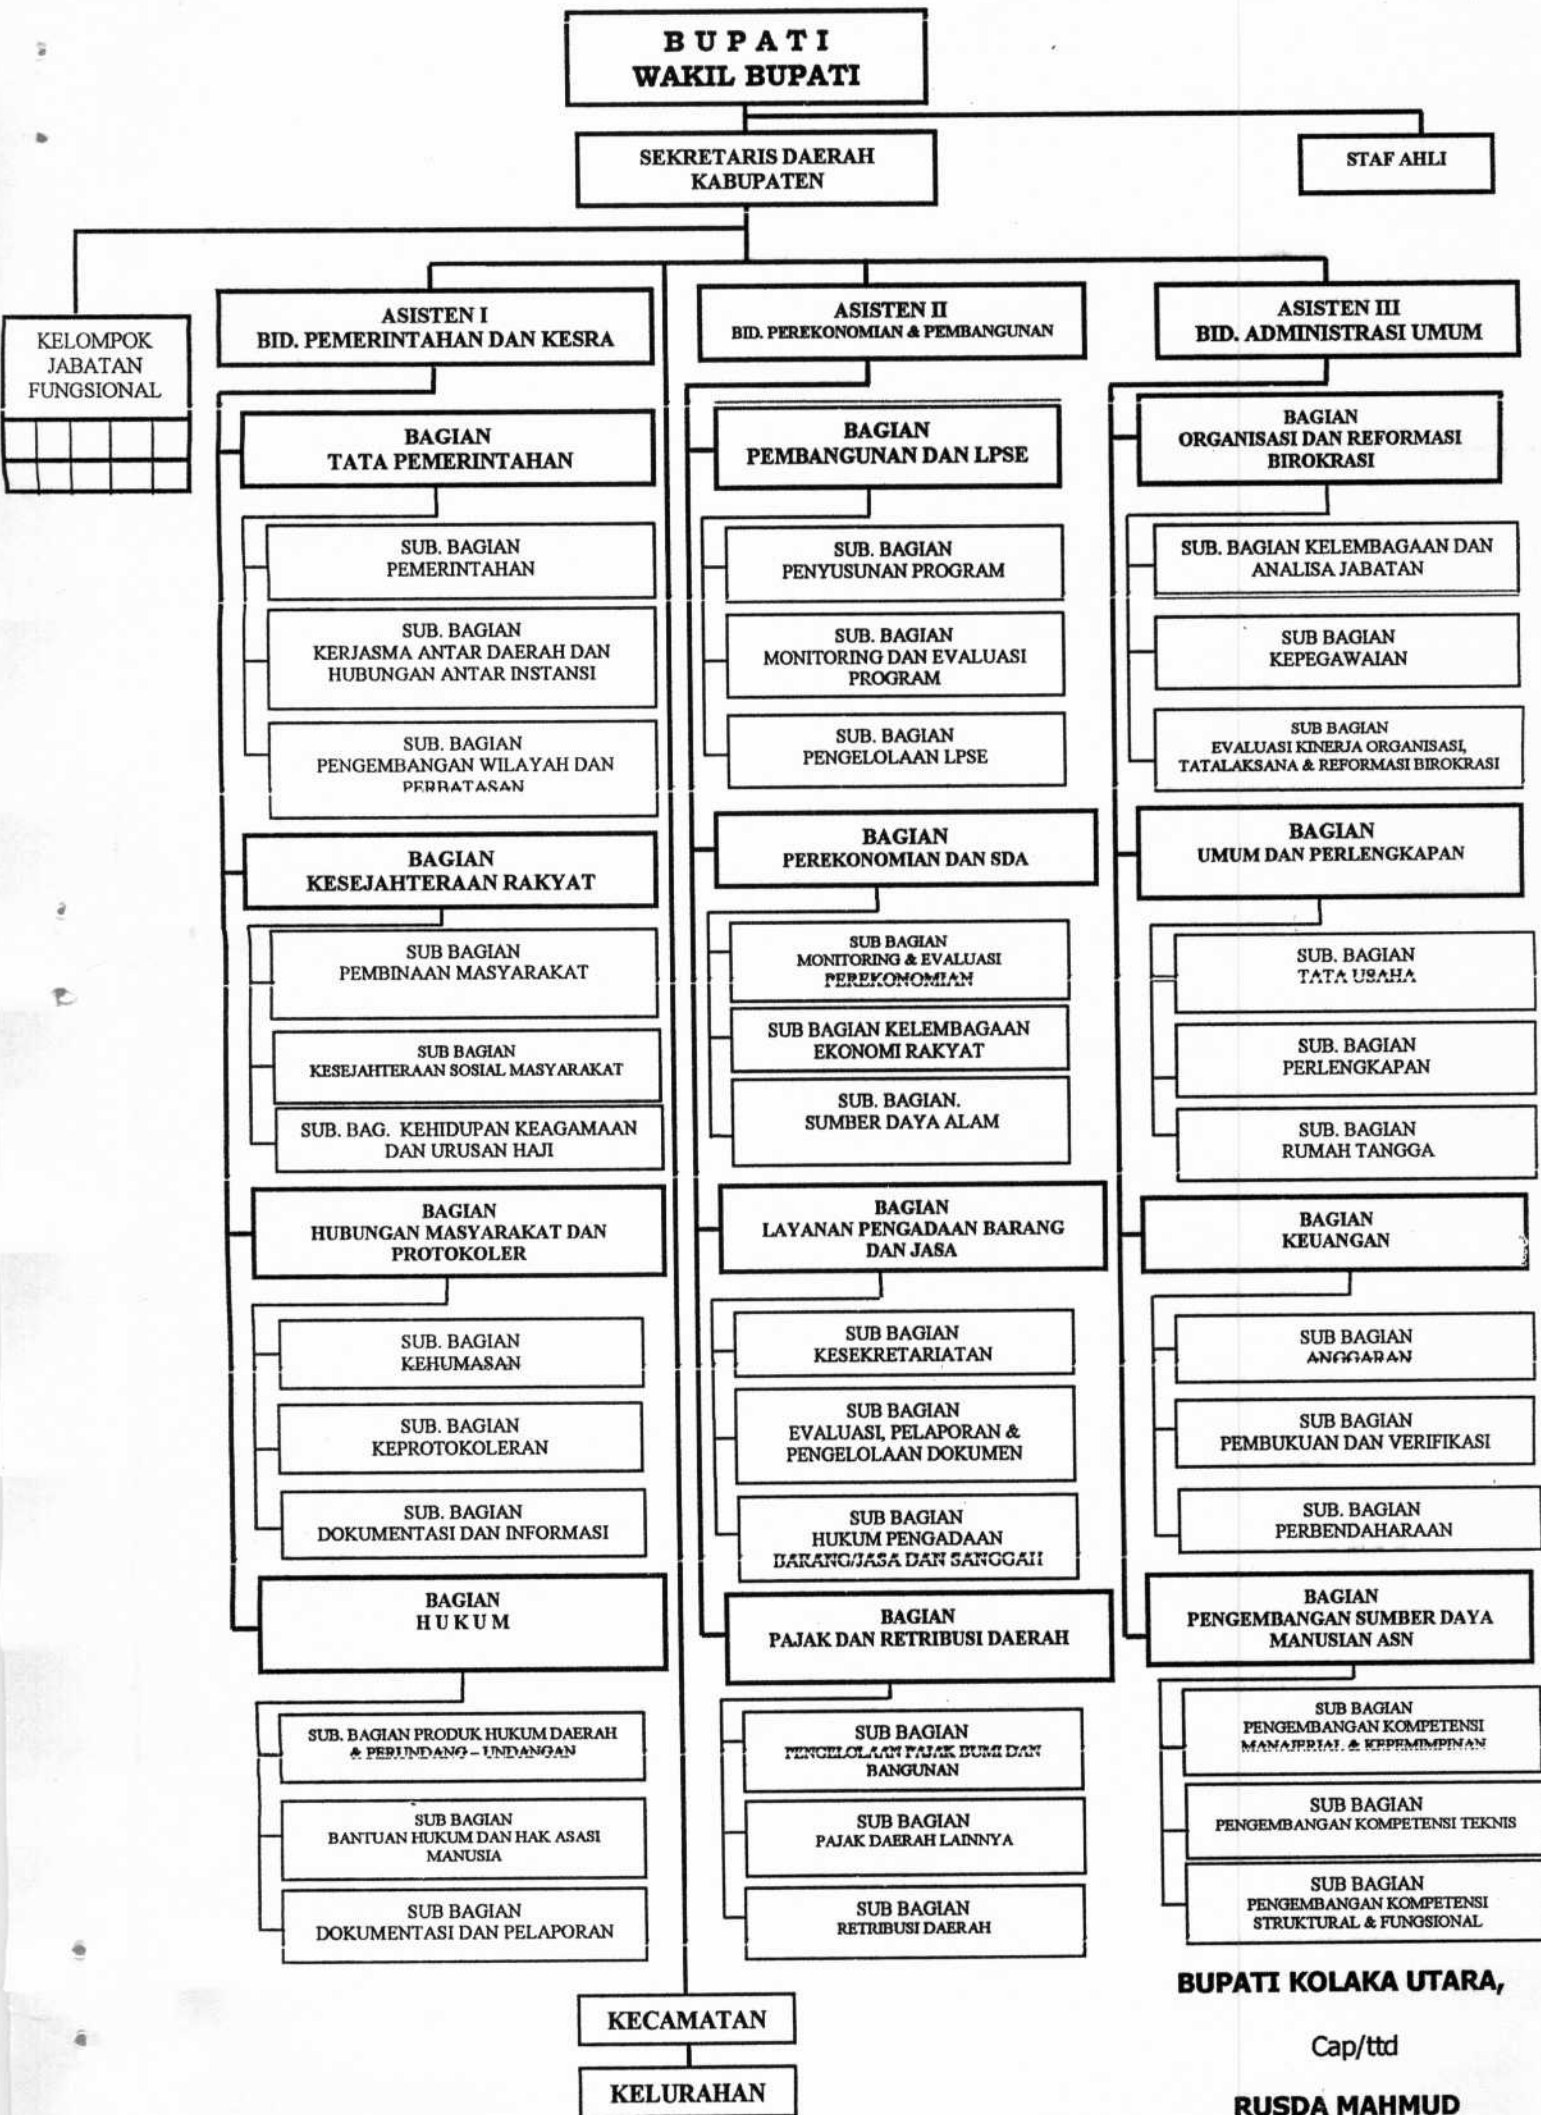 B U P A T I
WAKIL BUPATI
SEKRETARIS DAERAH
KABUPATEN
STAF AHLI
KELOMPOK
JABATAN
FUNGSIONAL
ASISTEN I
BID. PEMERINTAHAN DAN KESRA
BAGIAN
TATA PEMERINTAHAN
SUB. BAGIAN
PEMERINTAHAN
SUB. BAGIAN
KERJASMA ANTAR DAERAH DAN
HUBUNGAN ANTAR INSTANSI
SUB. BAGIAN
PENGEMBANGAN WILAYAH DAN
PERBATASAN
BAGIAN
KESEJAHTERAAN RAKYAT
SUB BAGIAN
PEMBINAAN MASYARAKAT
SUB BAGIAN
KESEJAHTERAAN SOSIAL MASYARAKAT
SUB. BAG. KEHIDUPAN KEAGAMAAN
DAN URUSAN HAJI
BAGIAN
HUBUNGAN MASYARAKAT DAN
PROTOKOLER
SUB. BAGIAN
KEHUMASAN
SUB. BAGIAN
KEPROTOKOLERAN
SUB. BAGIAN
DOKUMENTASI DAN INFORMASI
BAGIAN
H U K U M
SUB. BAGIAN PRODUK HUKUM DAERAH
& PERUNDANG – UNDANGAN
SUB BAGIAN
BANTUAN HUKUM DAN HAK ASASI
MANUSIA
SUB BAGIAN
DOKUMENTASI DAN PELAPORAN
ASISTEN II
BID. PEREKONOMIAN & PEMBANGUNAN
BAGIAN
PEMBANGUNAN DAN LPSE
SUB. BAGIAN
PENYUSUNAN PROGRAM
SUB. BAGIAN
MONITORING DAN EVALUASI
PROGRAM
SUB. BAGIAN
PENGELOLAAN LPSE
BAGIAN
PEREKONOMIAN DAN SDA
SUB BAGIAN
MONITORING & EVALUASI
PEREKONOMIAN
SUB BAGIAN KELEMBAGAAN
EKONOMI RAKYAT
SUB. BAGIAN.
SUMBER DAYA ALAM
BAGIAN
LAYANAN PENGADAAN BARANG
DAN JASA
SUB BAGIAN
KESEKRETARIATAN
SUB BAGIAN
EVALUASI, PELAPORAN &
PENGELOLAAN DOKUMEN
SUB BAGIAN
HUKUM PENGADAAN
BARANG/JASA DAN SANGGAH
BAGIAN
PAJAK DAN RETRIBUSI DAERAH
SUB BAGIAN
PENGELOLAAN PAJAK BUMI DAN
BANGUNAN
SUB BAGIAN
PAJAK DAERAH LAINNYA
SUB BAGIAN
RETRIBUSI DAERAH
ASISTEN III
BID. ADMINISTRASI UMUM
BAGIAN
ORGANISASI DAN REFORMASI
BIROKRASI
SUB. BAGIAN KELEMBAGAAN DAN
ANALISA JABATAN
SUB BAGIAN
KEPEGAWAIAN
SUB BAGIAN
EVALUASI KINERJA ORGANISASI,
TATALAKSANA & REFORMASI BIROKRASI
BAGIAN
UMUM DAN PERLENGKAPAN
SUB. BAGIAN
TATA USAHA
SUB. BAGIAN
PERLENGKAPAN
SUB. BAGIAN
RUMAH TANGGA
BAGIAN
KEUANGAN
SUB BAGIAN
ANGGARAN
SUB BAGIAN
PEMBUKUAN DAN VERIFIKASI
SUB. BAGIAN
PERBENDAHARAAN
BAGIAN
PENGEMBANGAN SUMBER DAYA
MANUSIAN ASN
SUB BAGIAN
PENGEMBANGAN KOMPETENSI
MANAJERIAL & KEPEMIMPINAN
SUB BAGIAN
PENGEMBANGAN KOMPETENSI TEKNIS
SUB BAGIAN
PENGEMBANGAN KOMPETENSI
STRUKTURAL & FUNGSIONAL
KECAMATAN
KELURAHAN
BUPATI KOLAKA UTARA,
Cap/ttd
RUSDA MAHMUD